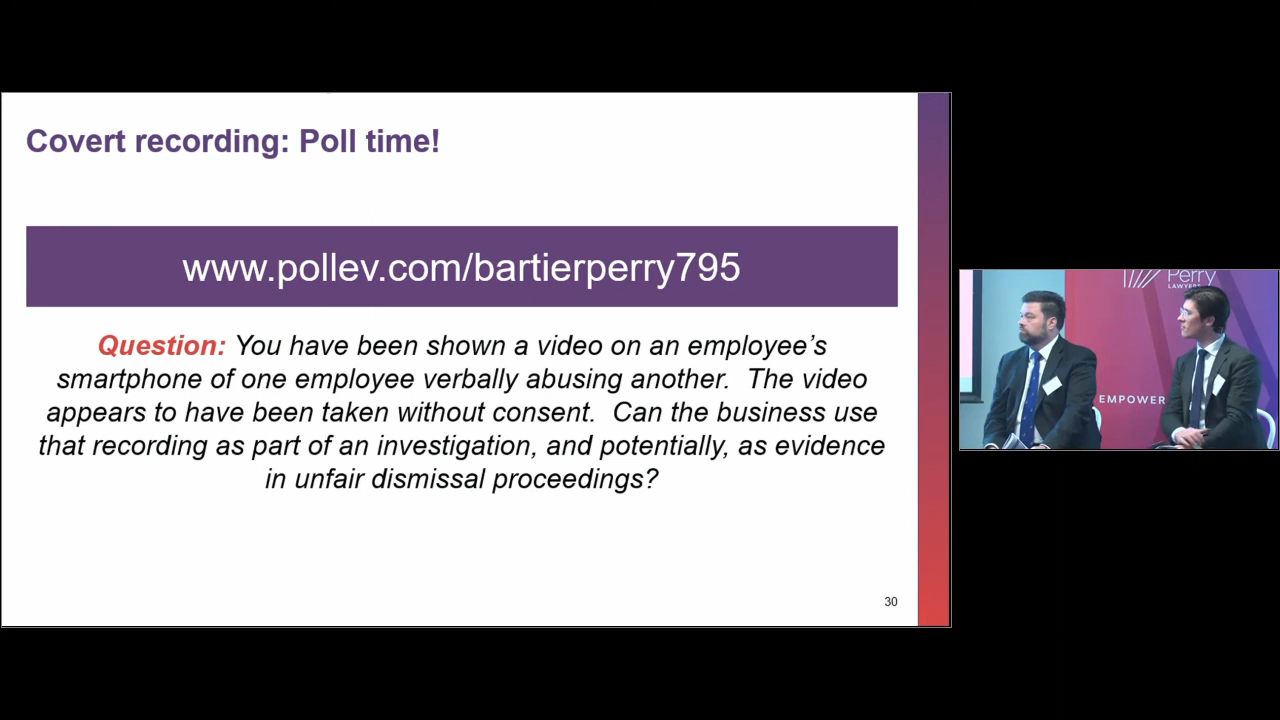 Covert recording: Poll time!
www.pollev.com/bartierperry795
Question: You have been shown a video on an employee’s
smartphone of one employee verbally abusing another.  The video
appears to have been taken without consent.  Can the business use
that recording as part of an investigation, and potentially, as evidence
in unfair dismissal proceedings?
30
Perry
LAWYERS
EMPOWER